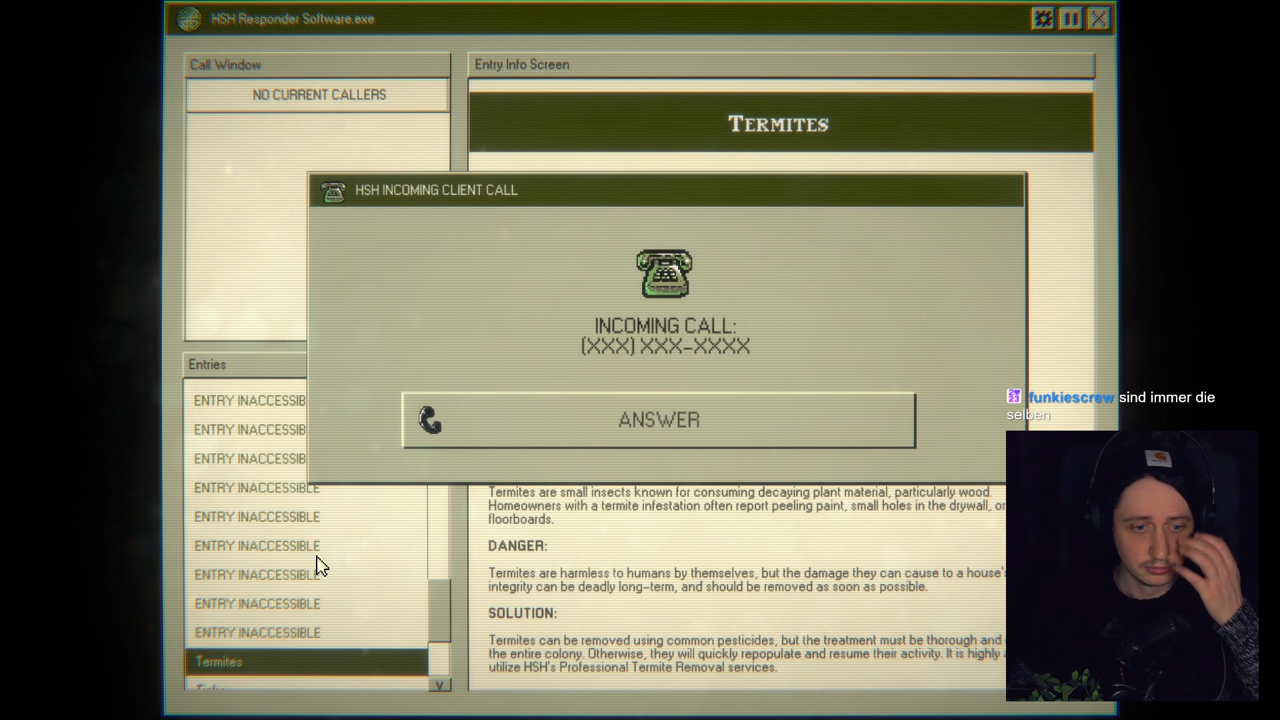 HSH Responder Software.exe
Call Window
NO CURRENT CALLERS
Entry Info Screen
TERMITES
HSH INCOMING CLIENT CALL
INCOMING CALL:
(XXX) XXX-XXXX
ANSWER
Entries
ENTRY INACCESSIB
ENTRY INACCESSIB
ENTRY INACCESSIB
ENTRY INACCESSIBLE
ENTRY INACCESSIBLE
ENTRY INACCESSIBLE
ENTRY INACCESSIBLE
ENTRY INACCESSIBLE
ENTRY INACCESSIBLE
Termites
Termites are small insects known for consuming decaying plant material, particularly wood.
Homeowners with a termite infestation often report peeling paint, small holes in the drywall, or
floorboards.
DANGER:
Termites are harmless to humans by themselves, but the damage they can cause to a house's
integrity can be deadly long-term, and should be removed as soon as possible.
SOLUTION:
Termites can be removed using common pesticides, but the treatment must be thorough and
the entire colony. Otherwise, they will quickly repopulate and resume their activity. It is highly
utilize HSH's Professional Termite Removal services.
funkiescrew sind immer die
selben